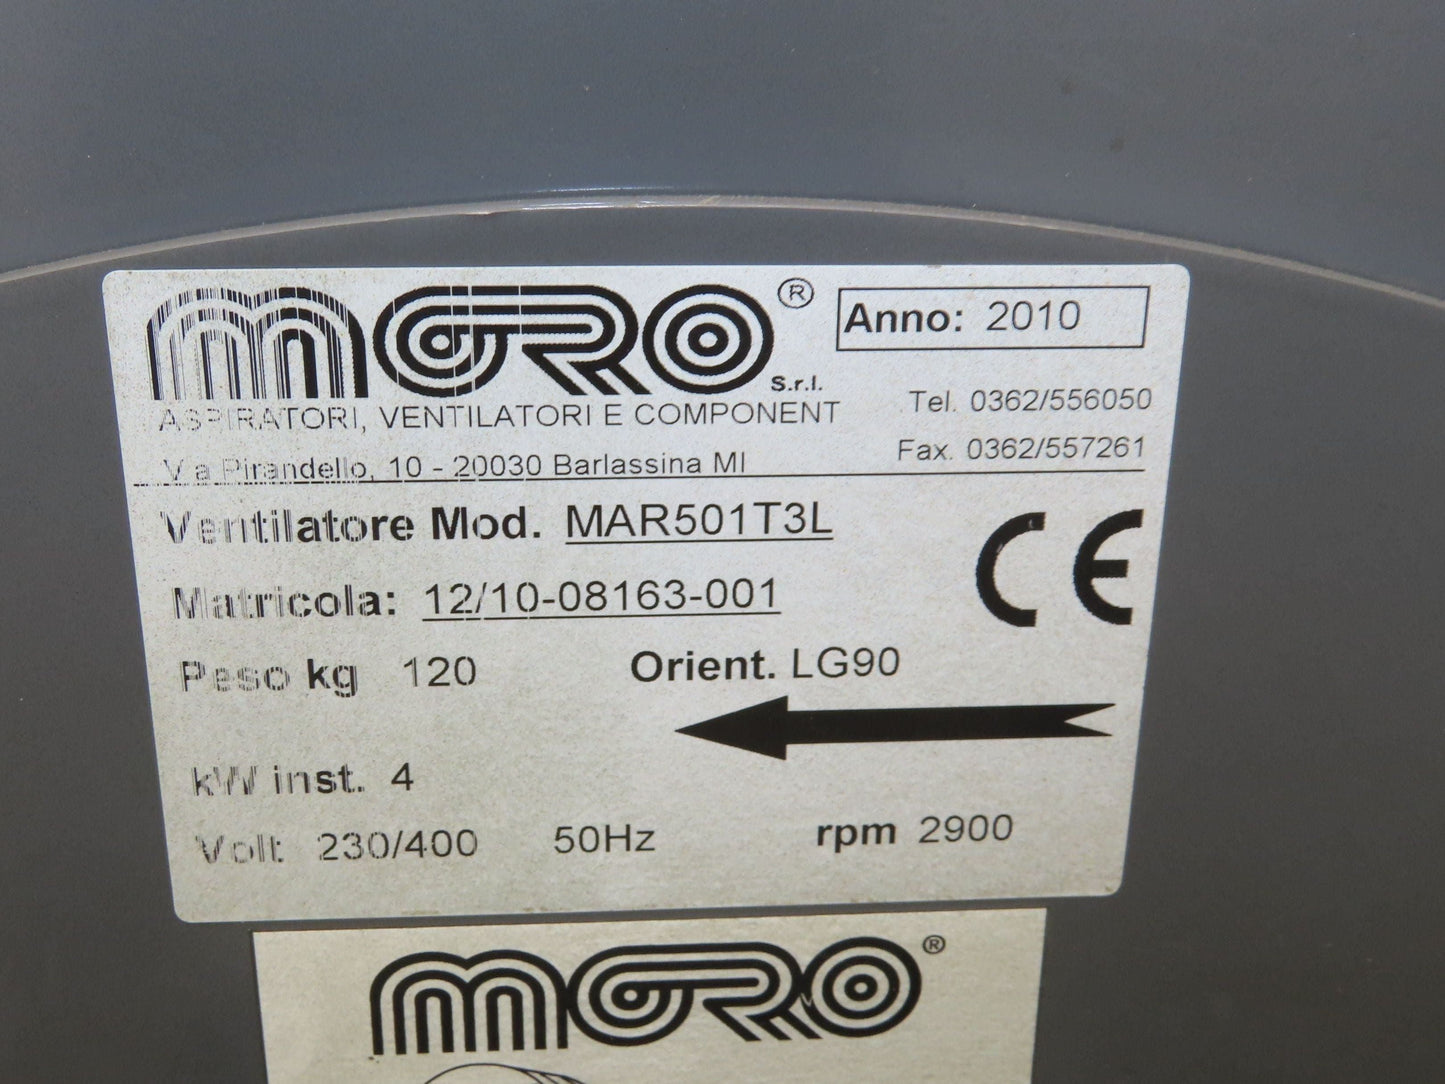 MORO® S.r.l.
Anno: 2010
ASPIRATORI, VENTILATORI E COMPONENT
Tel. 0362/556050
Via Pirandello, 10 - 20030 Barlassina MI
Fax. 0362/557261
Ventilatore Mod. MAR501T3L
CE
Matricola: 12/10-08163-001
Peso kg 120 Orient. LG90
kW inst. 4
Volt: 230/400 50Hz rpm 2900
MORO®